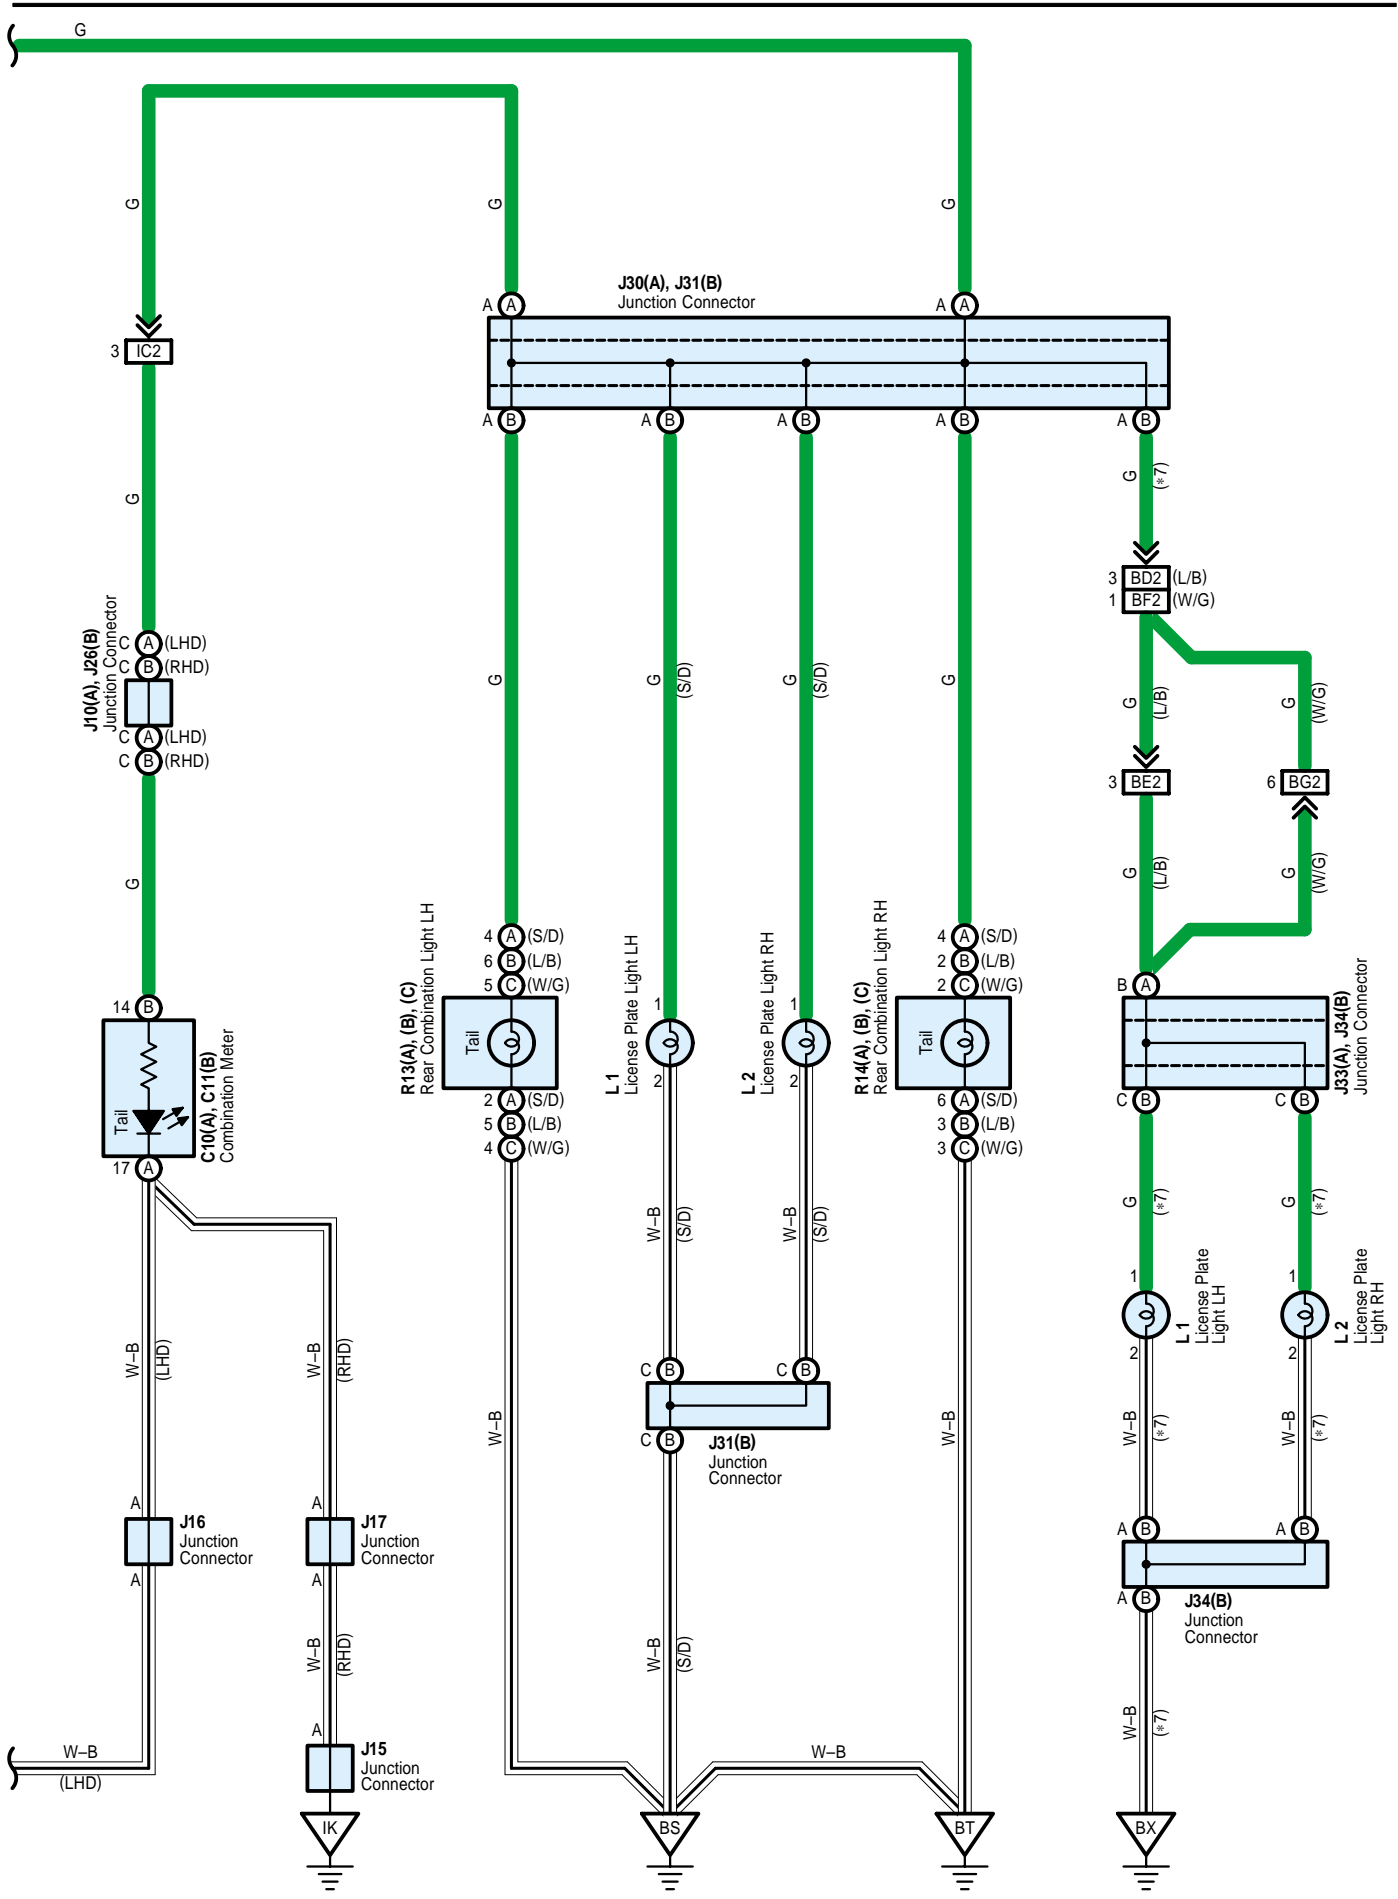 G
G
G
G
J30(A), J31(B)
Junction Connector
A A
A A
3 IC2
A B
A B
A B
A B
A B
G
(*7)
G
3 BD2 (L/B)
1 BF2 (W/G)
J10(A), J26(B)
Junction Connector
C A (LHD)
C B (RHD)
C A (LHD)
C B (RHD)
G
G
(S/D)
G
(S/D)
G
G
(L/B)
G
(W/G)
3 BE2
6 BG2
G
G
(L/B)
G
(W/G)
R13(A), (B), (C)
Rear Combination Light LH
4 A (S/D)
6 B (L/B)
5 C (W/G)
Tail
2 A (S/D)
5 B (L/B)
4 C (W/G)
L 1
License Plate Light LH
1
2
L 2
License Plate Light RH
1
2
R14(A), (B), (C)
Rear Combination Light RH
4 A (S/D)
2 B (L/B)
2 C (W/G)
Tail
6 A (S/D)
3 B (L/B)
3 C (W/G)
B A
J33(A), J34(B)
Junction Connector
C B
C B
14 B
Tail
C10(A), C11(B)
Combination Meter
17 A
W–B
(S/D)
W–B
(S/D)
G
(*7)
G
(*7)
1
2
L 1
License Plate
Light LH
1
2
L 2
License Plate
Light RH
W–B
(LHD)
W–B
(RHD)
W–B
C B
C B
C B
J31(B)
Junction
Connector
W–B
W–B
(*7)
W–B
(*7)
A
J16
Junction
Connector
A
A
J17
Junction
Connector
A
A B
A B
A B
J34(B)
Junction
Connector
W–B
(RHD)
W–B
(S/D)
W–B
(*7)
A
J15
Junction
Connector
W–B
(LHD)
W–B
IK
BS
BT
BX